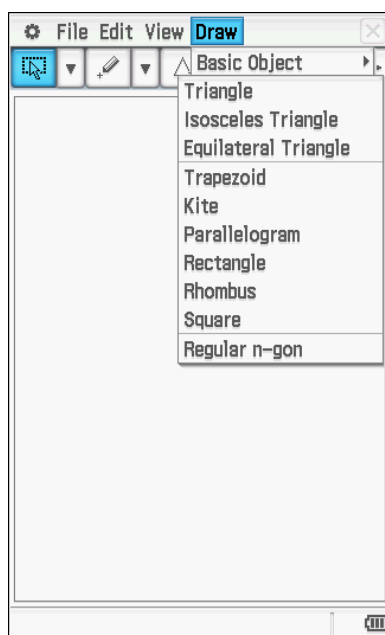 File Edit View Draw
Basic Object
Triangle
Isosceles Triangle
Equilateral Triangle
Trapezoid
Kite
Parallelogram
Rectangle
Rhombus
Square
Regular n-gon